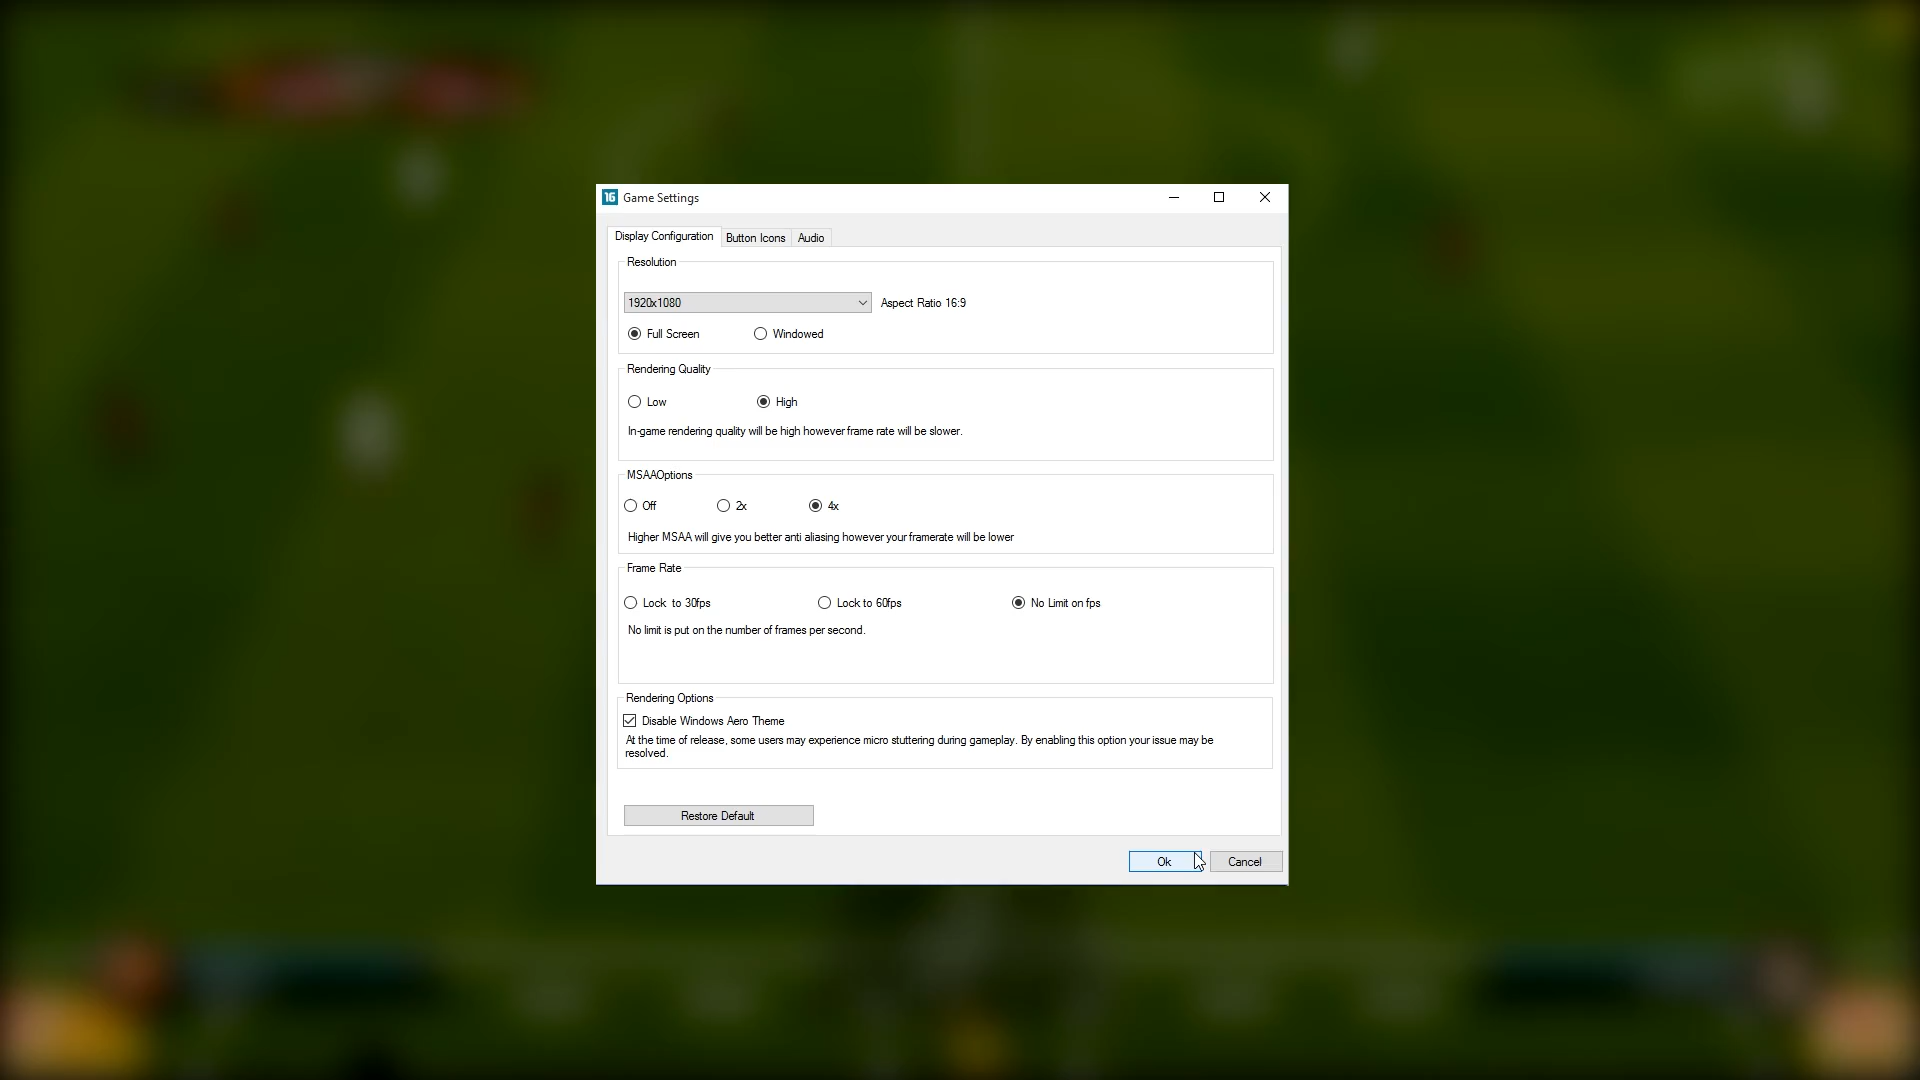 16 Game Settings
Display Configuration Button Icons Audio
Resolution
1920x1080 Aspect Ratio 16:9
Full Screen Windowed
Rendering Quality
Low High
In-game rendering quality will be high however frame rate will be slower.
MSAAOptions
Off 2x 4x
Higher MSAA will give you better anti aliasing however your framerate will be lower
Frame Rate
Lock to 30fps Lock to 60fps No Limit on fps
No limit is put on the number of frames per second.
Rendering Options
Disable Windows Aero Theme
At the time of release, some users may experience micro stuttering during gameplay. By enabling this option your issue may be
resolved.
Restore Default
Ok Cancel